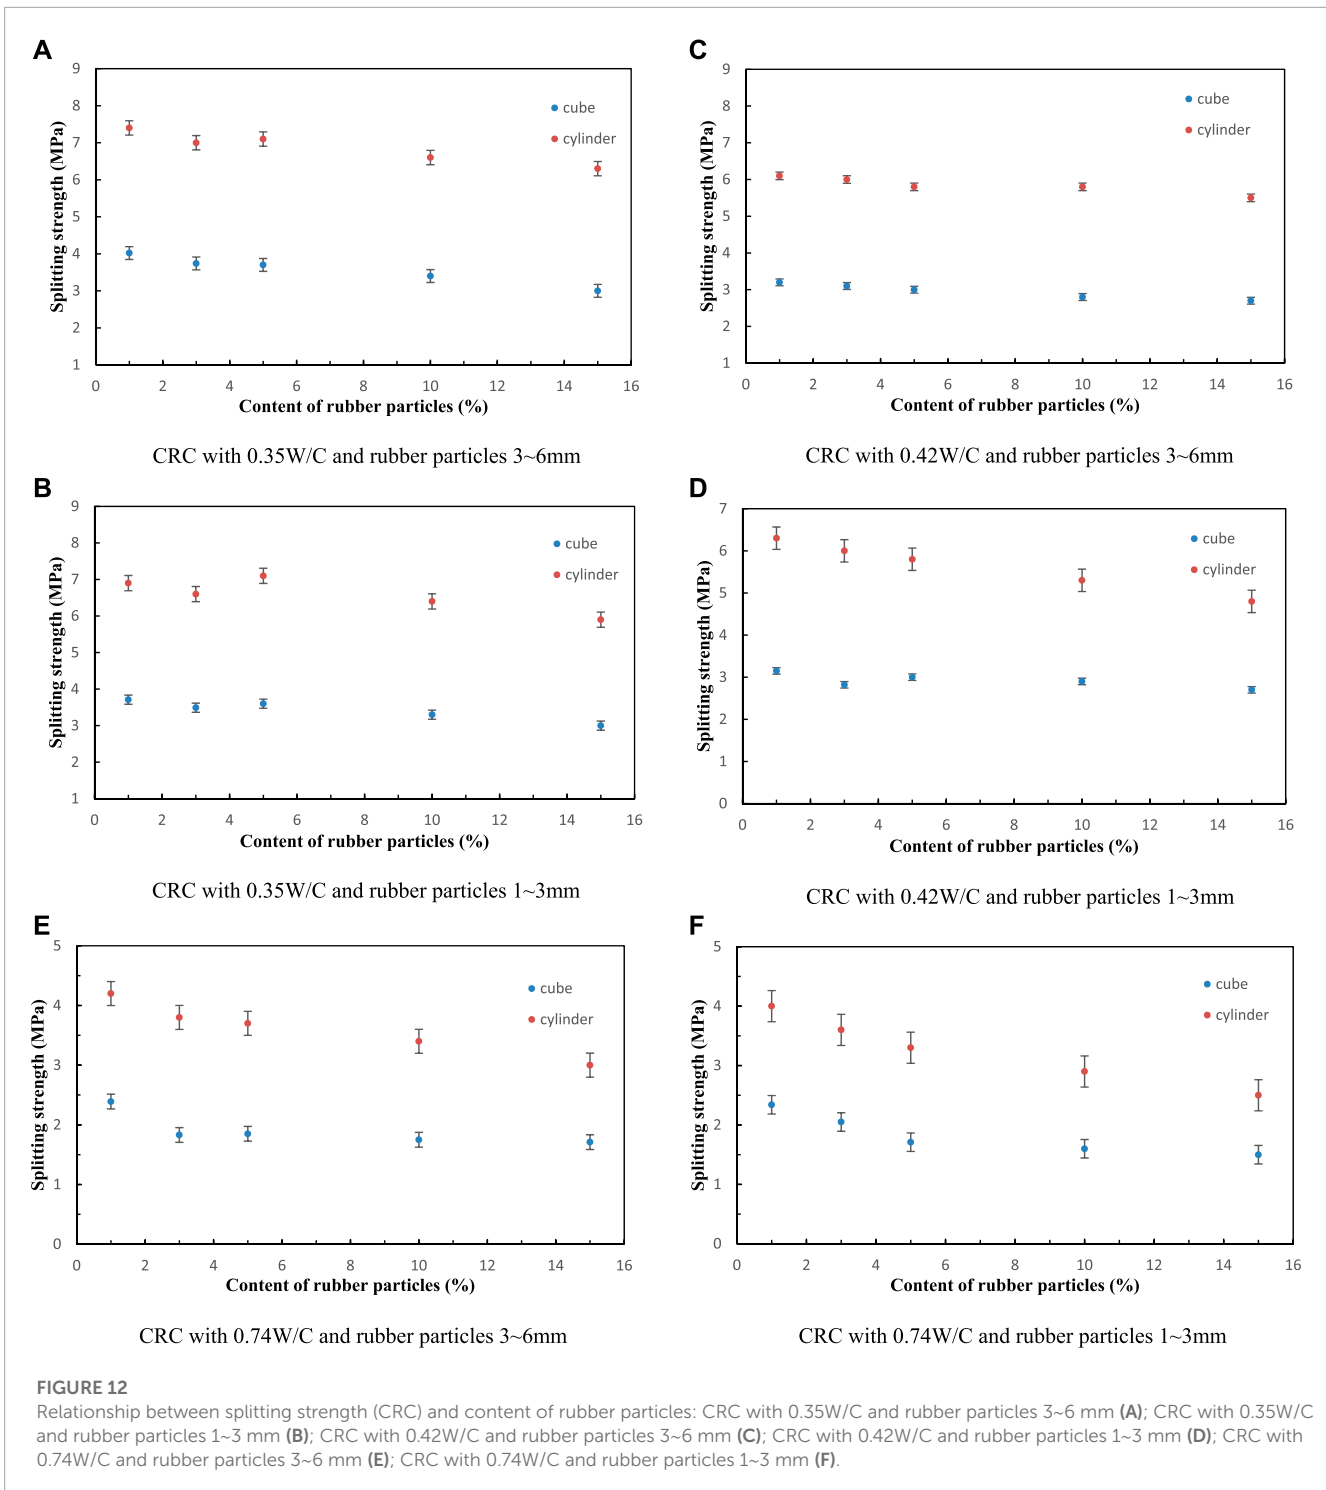 A
9
8
7
6
5
4
3
2
1
Splitting strength (MPa)
cube
cylinder
0 2 4 6 8 10 12 14 16
Content of rubber particles (%)
CRC with 0.35W/C and rubber particles 3~6mm
C
9
8
7
6
5
4
3
2
1
Splitting strength (MPa)
cube
cylinder
0 2 4 6 8 10 12 14 16
Content of rubber particles (%)
CRC with 0.42W/C and rubber particles 3~6mm
B
9
8
7
6
5
4
3
2
1
Splitting strength (MPa)
cube
cylinder
0 2 4 6 8 10 12 14 16
Content of rubber particles (%)
CRC with 0.35W/C and rubber particles 1~3mm
D
7
6
5
4
3
2
1
0
Splitting strength (MPa)
cube
cylinder
0 2 4 6 8 10 12 14 16
Content of rubber particles (%)
CRC with 0.42W/C and rubber particles 1~3mm
E
5
4
3
2
1
0
Splitting strength (MPa)
cube
cylinder
0 2 4 6 8 10 12 14 16
Content of rubber particles (%)
CRC with 0.74W/C and rubber particles 3~6mm
F
5
4
3
2
1
0
Splitting strength (MPa)
cube
cylinder
0 2 4 6 8 10 12 14 16
Content of rubber particles (%)
CRC with 0.74W/C and rubber particles 1~3mm
FIGURE 12
Relationship between splitting strength (CRC) and content of rubber particles: CRC with 0.35W/C and rubber particles 3~6 mm (A); CRC with 0.35W/C
and rubber particles 1~3 mm (B); CRC with 0.42W/C and rubber particles 3~6 mm (C); CRC with 0.42W/C and rubber particles 1~3 mm (D); CRC with
0.74W/C and rubber particles 3~6 mm (E); CRC with 0.74W/C and rubber particles 1~3 mm (F).